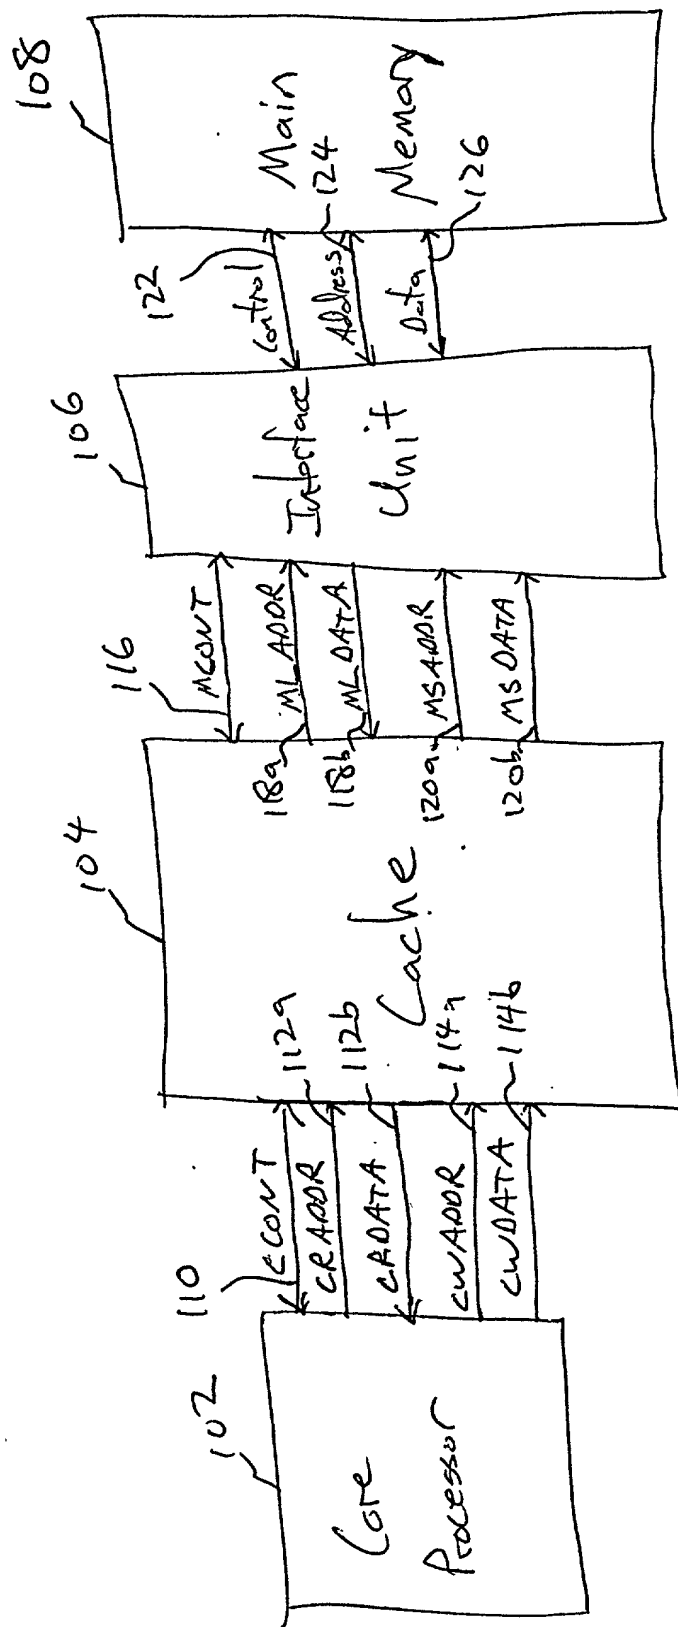 102
Core
Processor
110
CCONT
CRADDR
112a
CRDATA
112b
CWADDR
114a
CWDATA
114b
104
Cache
116
MCONT
118a
MLADDR
118b
MLDATA
120a
MSADDR
120b
MSDATA
106
Interface
Unit
122
Control
Address
124
Data
126
108
Main
Memory